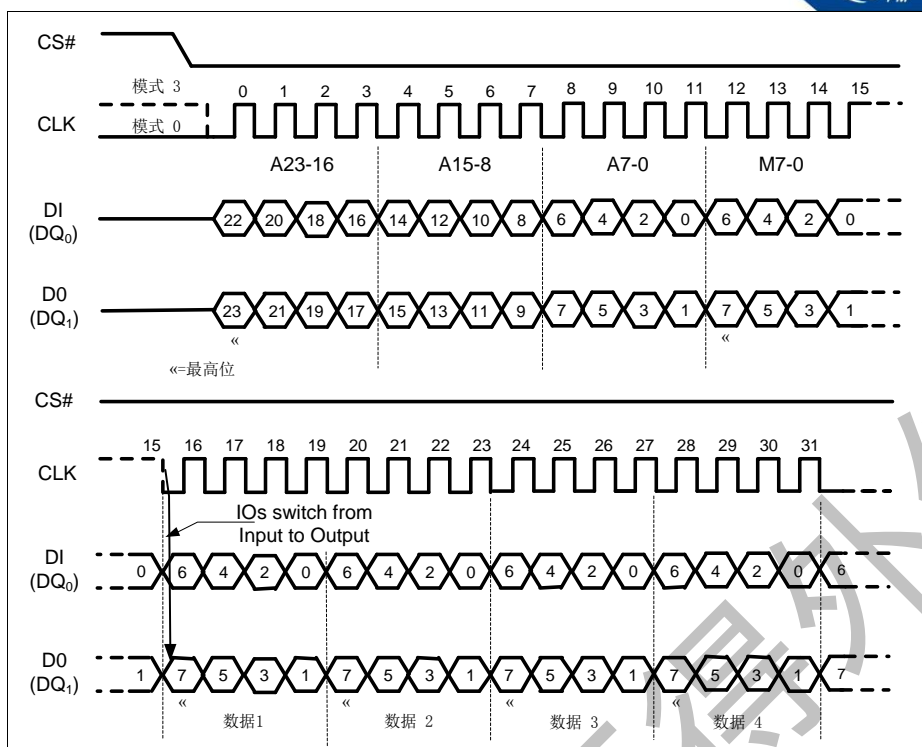 CS#
模式 3
0 1 2 3 4 5 6 7 8 9 10 11 12 13 14 15
CLK
模式 0
A23-16 A15-8 A7-0 M7-0
DI
(DQ0)
22 20 18 16 14 12 10 8 6 4 2 0 6 4 2 0
D0
(DQ1)
23 21 19 17 15 13 11 9 7 5 3 1 7 5 3 1
« «
«=最高位
CS#
15 16 17 18 19 20 21 22 23 24 25 26 27 28 29 30 31
CLK
IOs switch from
Input to Output
DI
(DQ0)
0 6 4 2 0 6 4 2 0 6 4 2 0 6 4 2 0 6
D0
(DQ1)
1 7 5 3 1 7 5 3 1 7 5 3 1 7 5 3 1 7
« « « «
数据1 数据 2 数据 3 数据 4
得外